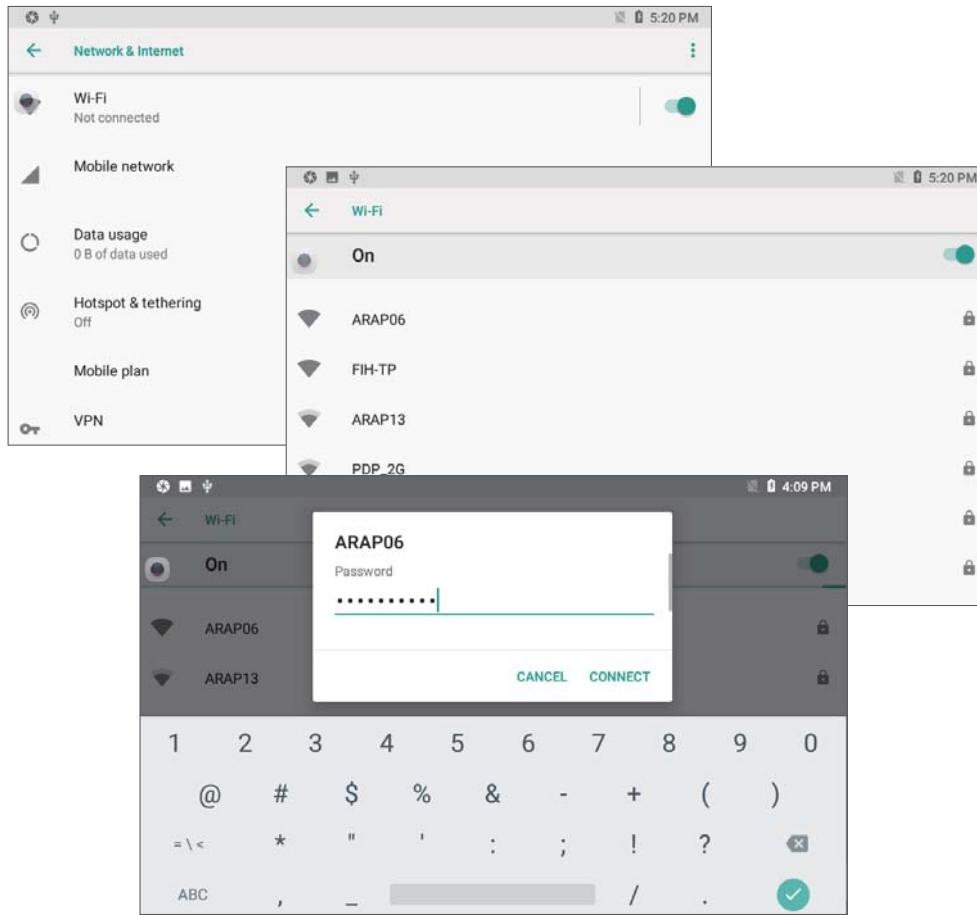 5:20 PM
Network & Internet
Wi-Fi
Not connected
Mobile network
Data usage
0 B of data used
Hotspot & tethering
Off
Mobile plan
VPN
5:20 PM
Wi-Fi
On
ARAP06
FIH-TP
ARAP13
PDP_2G
4:09 PM
Wi-Fi
On
ARAP06
ARAP13
ARAP06
Password
••••••••••
CANCEL CONNECT
1 2 3 4 5 6 7 8 9 0
@ # $ % & - + ( )
= \ < * " ' : ; ! ?
ABC , _ / .